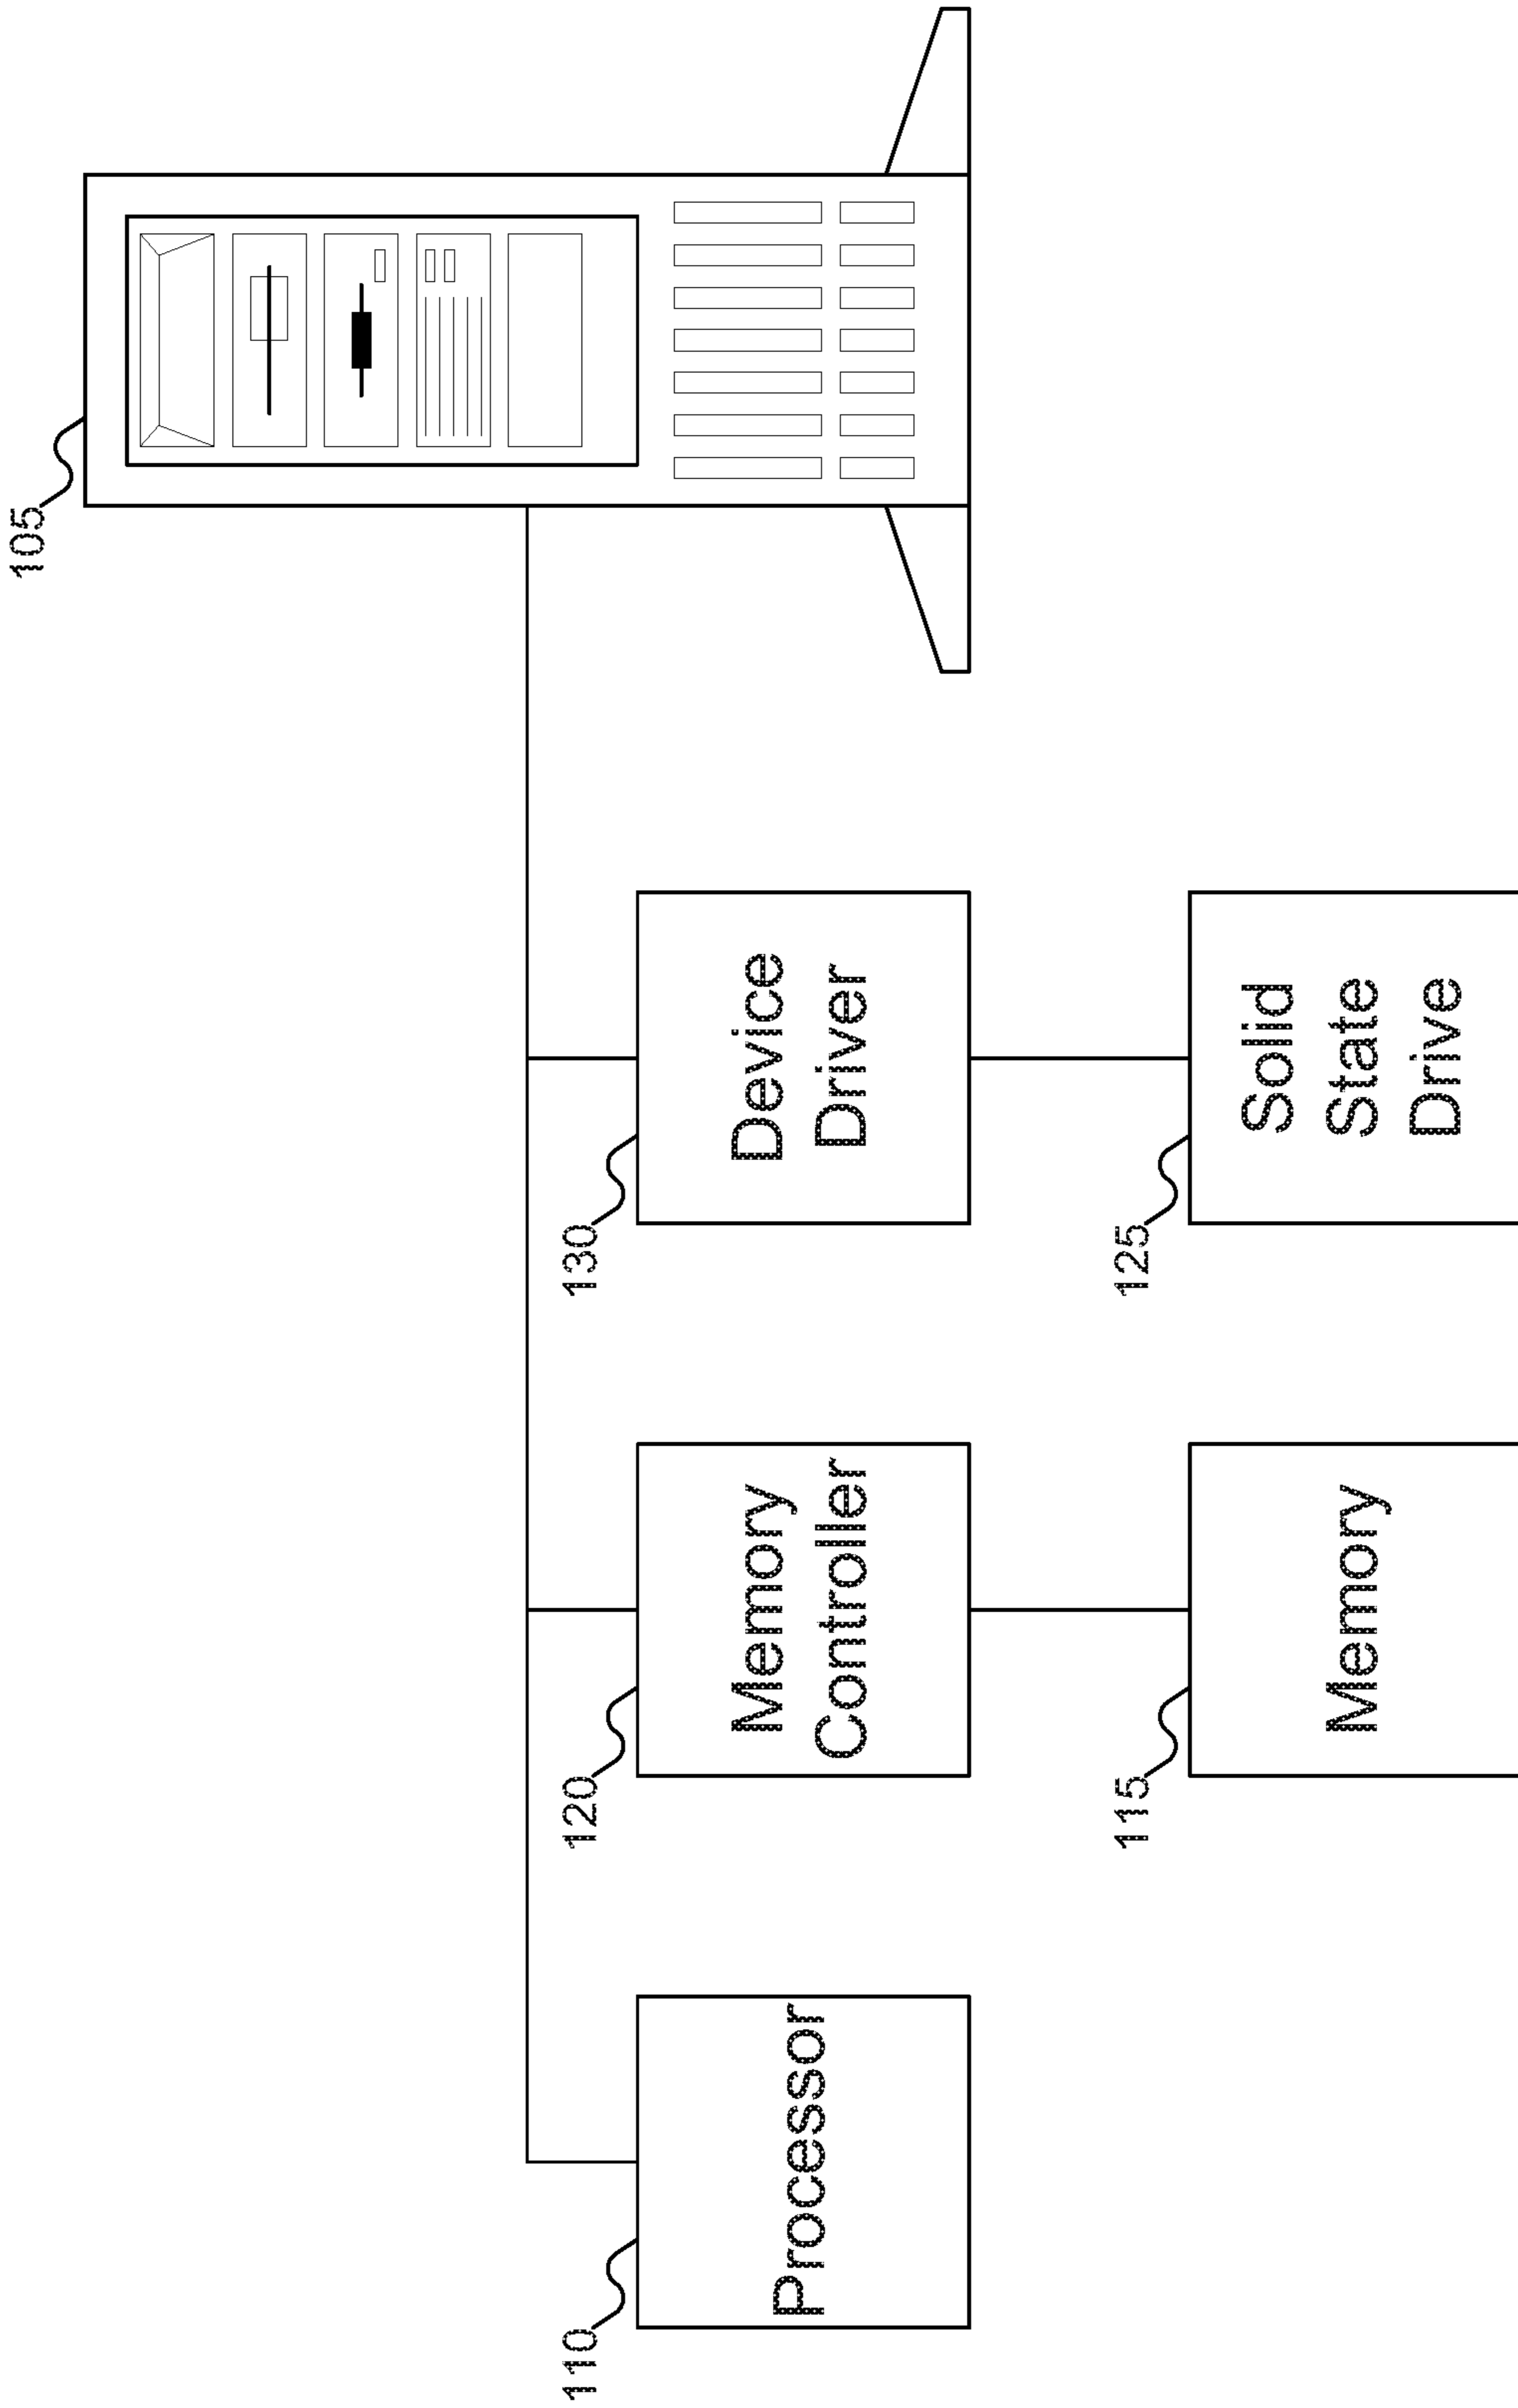 105
110
Processor
120
Memory
Controller
130
Device
Driver
115
Memory
125
Solid
State
Drive